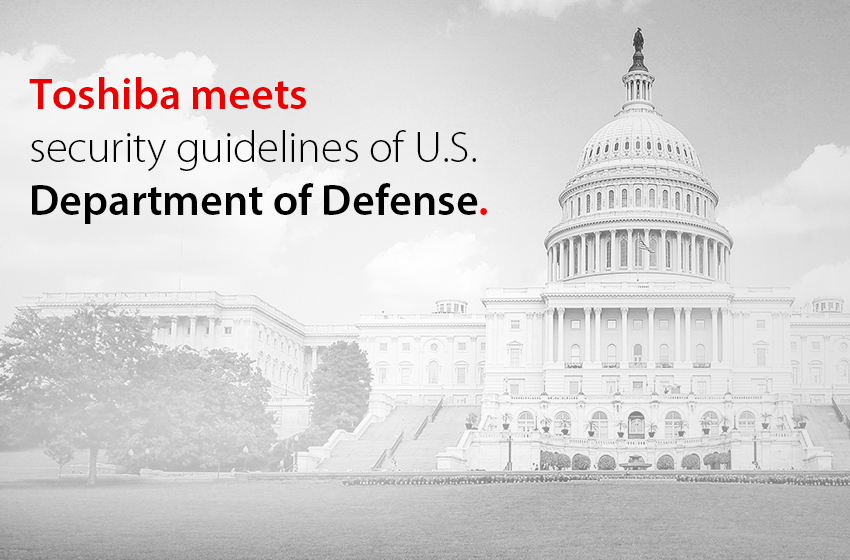 Toshiba meets
security guidelines of U.S.
Department of Defense.